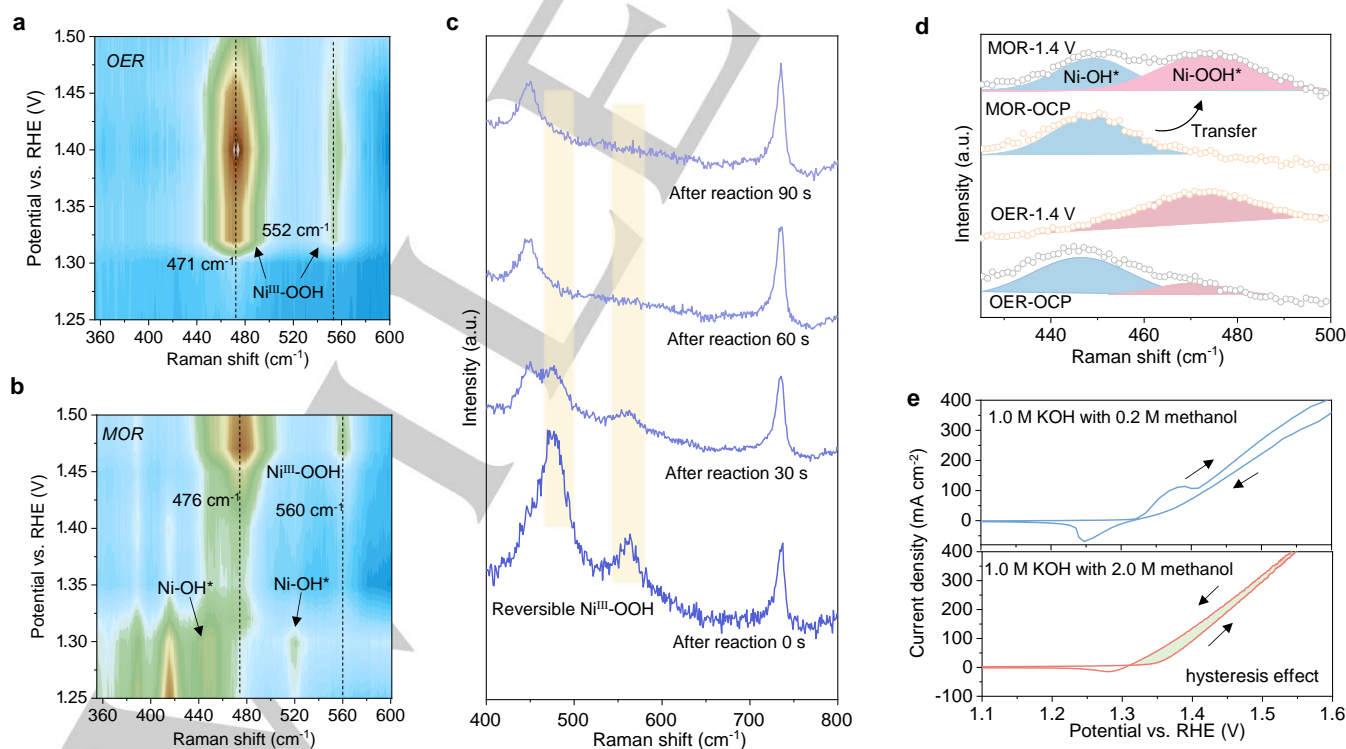 a
OER
1.50
1.45
1.40
1.35
1.30
1.25
Potential vs. RHE (V)
552 cm⁻¹
471 cm⁻¹
Niᴵᴵᴵ-OOH
360 400 440 480 520 560 600
Raman shift (cm⁻¹)
b
MOR
1.50
1.45
1.40
1.35
1.30
1.25
Potential vs. RHE (V)
Niᴵᴵᴵ-OOH
476 cm⁻¹
560 cm⁻¹
Ni-OH*
Ni-OH*
360 400 440 480 520 560 600
Raman shift (cm⁻¹)
c
Intensity (a.u.)
After reaction 90 s
After reaction 60 s
After reaction 30 s
Reversible Niᴵᴵᴵ-OOH
After reaction 0 s
400 500 600 700 800
Raman shift (cm⁻¹)
d
Intensity (a.u.)
MOR-1.4 V
Ni-OH*
Ni-OOH*
MOR-OCP
Transfer
OER-1.4 V
OER-OCP
440 460 480 500
Raman shift (cm⁻¹)
e
Current density (mA cm⁻²)
400
300
200
100
0
1.0 M KOH with 0.2 M methanol
400
300
200
100
0
-100
1.0 M KOH with 2.0 M methanol
hysteresis effect
1.1 1.2 1.3 1.4 1.5 1.6
Potential vs. RHE (V)